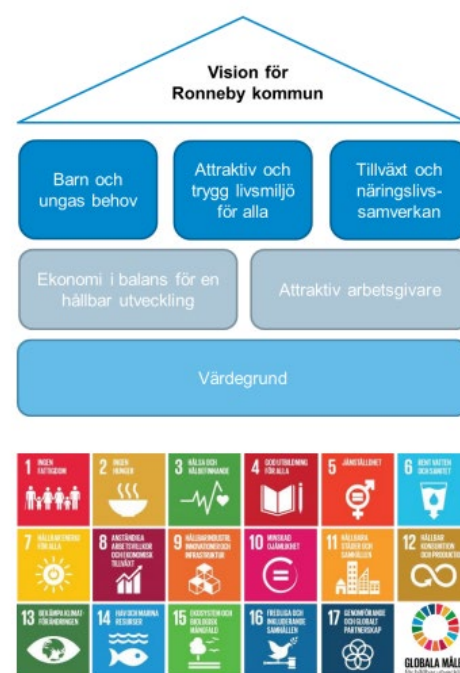 Vision för
Ronneby kommun
Barn och
ungas behov
Attraktiv och
trygg livsmiljö
för alla
Tillväxt och
näringslivs-
samverkan
Ekonomi i balans för en
hållbar utveckling
Attraktiv arbetsgivare
Värdegrund
1 INGEN
FATTIGDOM
2 INGEN
HUNGER
3 HÄLSA OCH
VÄLBEFINNANDE
4 GOD UTBILDNING
FÖR ALLA
5 JÄMSTÄLLDHET
6 RENT VATTEN
OCH SANITET
7 HÅLLBAR ENERGI
FÖR ALLA
8 ANSTÄNDIGA
ARBETSVILLKOR
OCH EKONOMISK
TILLVÄXT
9 HÅLLBAR INDUSTRI,
INNOVATIONER OCH
INFRASTRUKTUR
10 MINSKAD
OJÄMLIKHET
11 HÅLLBARA
STÄDER OCH
SAMHÄLLEN
12 HÅLLBAR
KONSUMTION
OCH PRODUKTIO
13 BEKÄMPA KLIMAT-
FÖRÄNDRINGEN
14 HAV OCH MARINA
RESURSER
15 EKOSYSTEM OCH
BIOLOGISK
MÅNGFALD
16 FREDLIGA OCH
INKLUDERANDE
SAMHÄLLEN
17 GENOMFÖRANDE
OCH GLOBALT
PARTNERSKAP
GLOBALA MÅLE
för hållbar utveckli